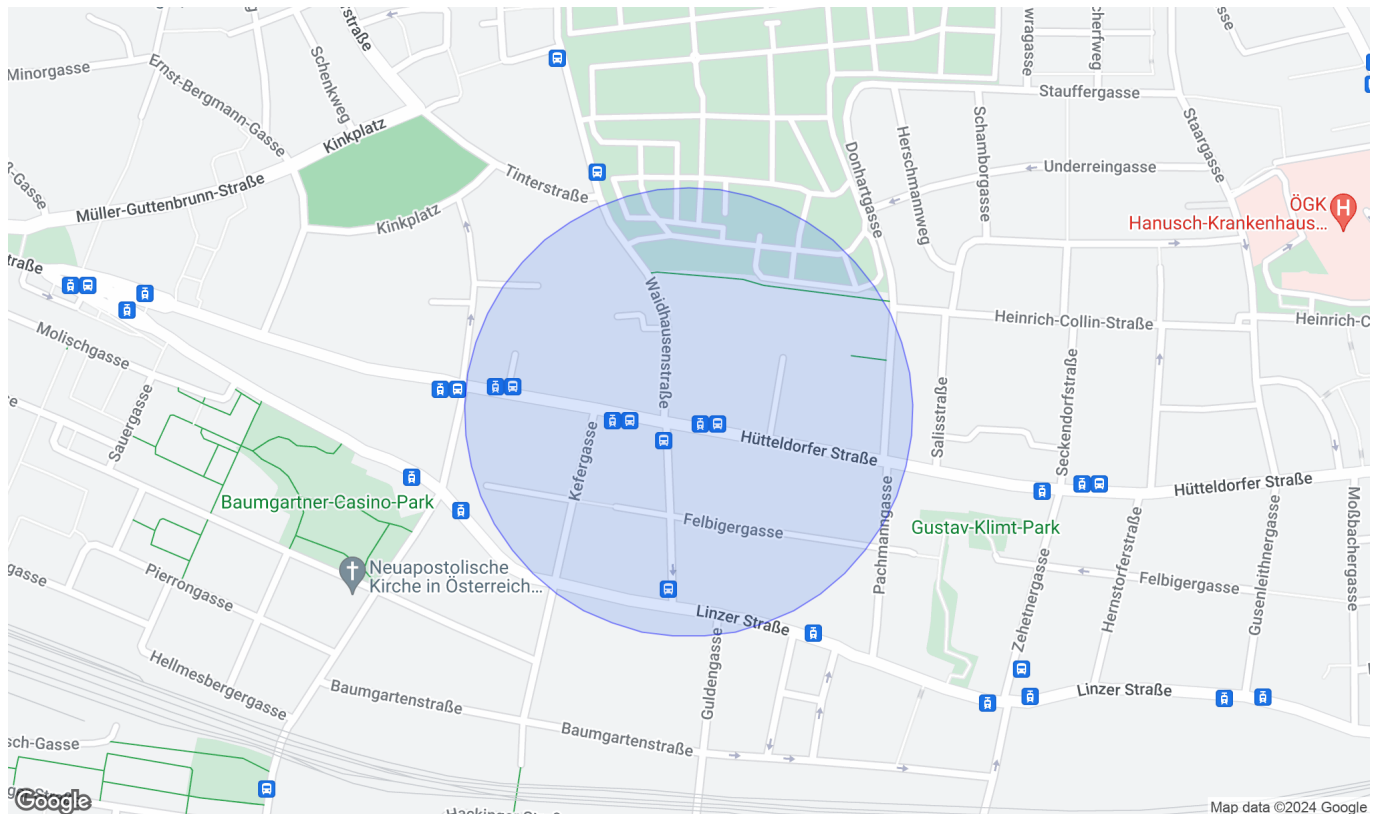 Minorgasse
Ernst-Bergmann-Gasse
Schenkweg
Kinkplatz
Müller-Guttenbrunn-Straße
Kinkplatz
Tinterstraße
Stauffergasse
Schamborgasse
Staargasse
Donhartgasse
Herschmannweg
Underreingasse
ÖGK
Hanusch-Krankenhaus...
H
Waidhausenstraße
Heinrich-Collin-Straße
Heinrich-C
Molischgasse
Sauergasse
Salisstraße
Seckendorfstraße
Kefergasse
Hütteldorfer Straße
Hütteldorfer Straße
Baumgartner-Casino-Park
Felbigergasse
Pachmanngasse
Gustav-Klimt-Park
Moßbachergasse
Neuapostolische
Kirche in Österreich...
Pierrongasse
Zehetnergasse
Hernstorferstraße
Felbigergasse
Gusenleithnergasse
Linzer Straße
Guldengasse
Hellmesbergergasse
Baumgartenstraße
Linzer Straße
Baumgartenstraße
sch-Gasse
Google
Map data ©2024 Google